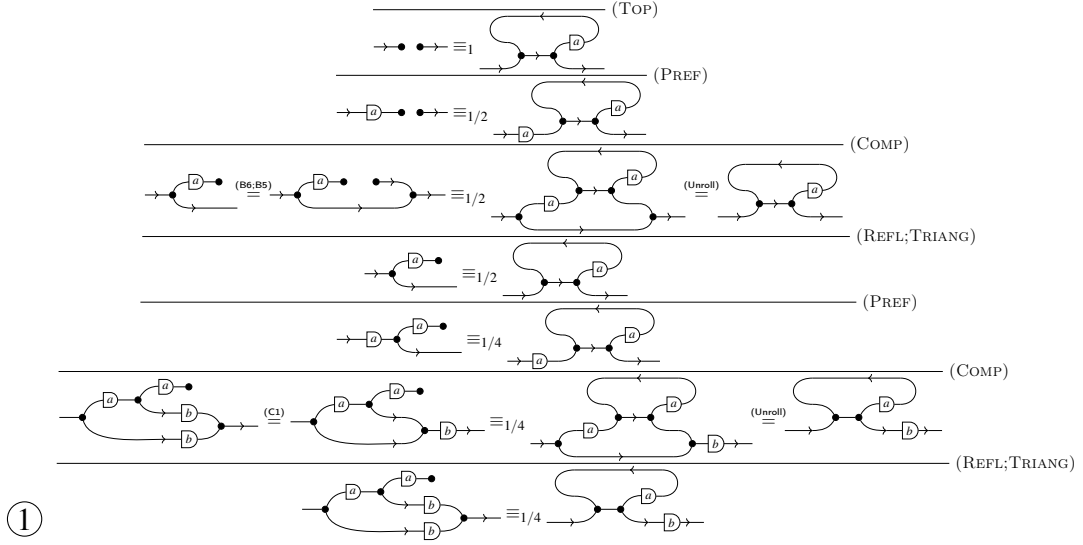 (TOP)
≡1 a
(PREF)
a ≡1/2 a a
(COMP)
a (B6;B5) = a ≡1/2 a a (Unroll) = a
(REFL;TRIANG)
a ≡1/2 a
(PREF)
a a ≡1/4 a a
(COMP)
a a b b (C1) = a a b ≡1/4 a a b (Unroll) = a b
(REFL;TRIANG)
a a b b ≡1/4 a b
1